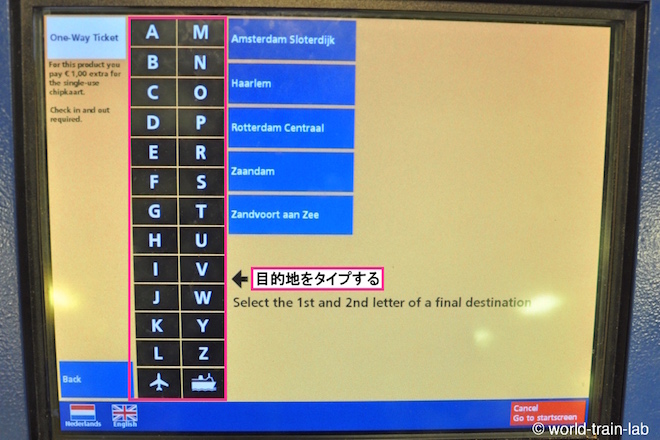 One-Way Ticket
For this product you
pay € 1,00 extra for
the single-use
chipkaart.
Check in and out
required.
A M
B N
C O
D P
E R
F S
G T
H U
I V
J W
K Y
L Z
Amsterdam Sloterdijk
Haarlem
Rotterdam Centraal
Zaandam
Zandvoort aan Zee
目的地をタイプする
Select the 1st and 2nd letter of a final destination
Back
Nederlands
English
Cancel
Go to startscreen
© world-train-lab